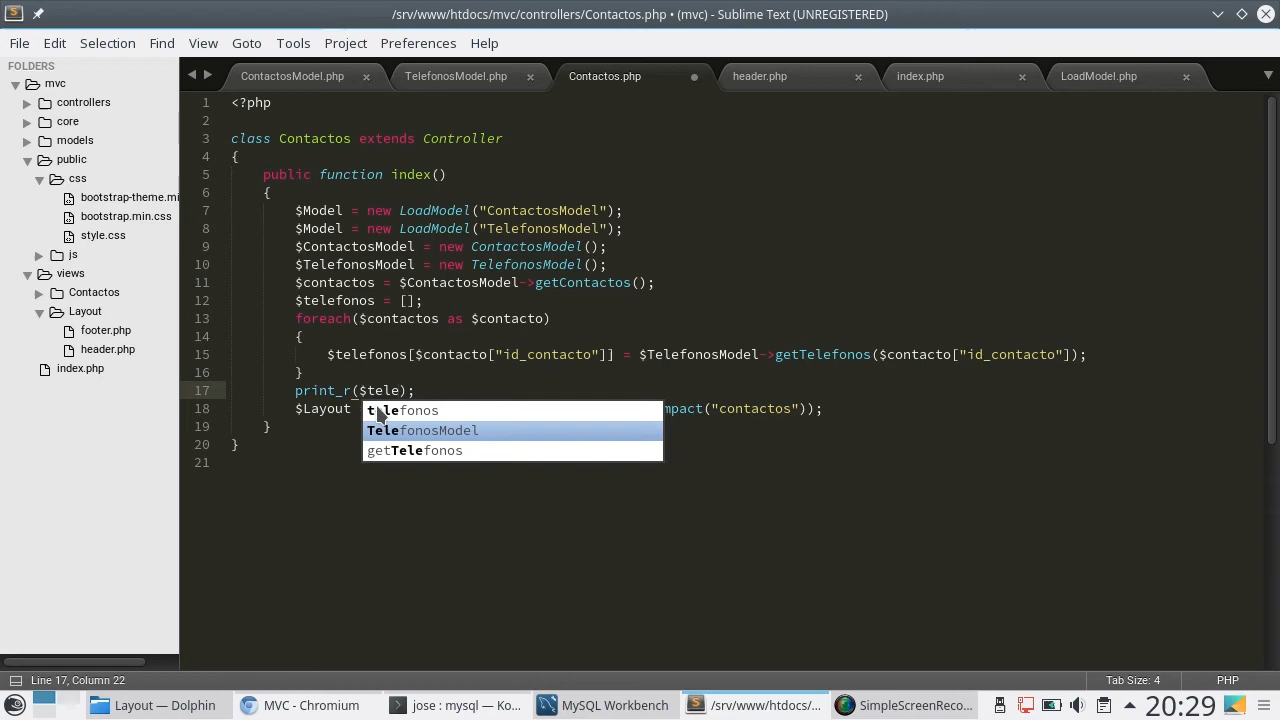 /srv/www/htdocs/mvc/controllers/Contactos.php • (mvc) - Sublime Text (UNREGISTERED)
File Edit Selection Find View Goto Tools Project Preferences Help
FOLDERS
mvc
controllers
core
models
public
css
bootstrap-theme.mi
bootstrap.min.css
style.css
js
views
Contactos
Layout
footer.php
header.php
index.php
ContactosModel.php TelefonosModel.php Contactos.php header.php index.php LoadModel.php
1 <?php
2
3 class Contactos extends Controller
4 {
5 public function index()
6 {
7 $Model = new LoadModel("ContactosModel");
8 $Model = new LoadModel("TelefonosModel");
9 $ContactosModel = new ContactosModel();
10 $TelefonosModel = new TelefonosModel();
11 $contactos = $ContactosModel->getContactos();
12 $telefonos = [];
13 foreach($contactos as $contacto)
14 {
15 $telefonos[$contacto["id_contacto"]] = $TelefonosModel->getTelefonos($contacto["id_contacto"]);
16 }
17 print_r($tele);
18 $Layout mpact("contactos"));
19 }
20 }
21
telefonos
TelefonosModel
getTelefonos
Line 17, Column 22 Tab Size: 4 PHP
Layout — Dolphin MVC - Chromium jose : mysql — Ko... MySQL Workbench /srv/www/htdocs/... SimpleScreenReco... 20:29